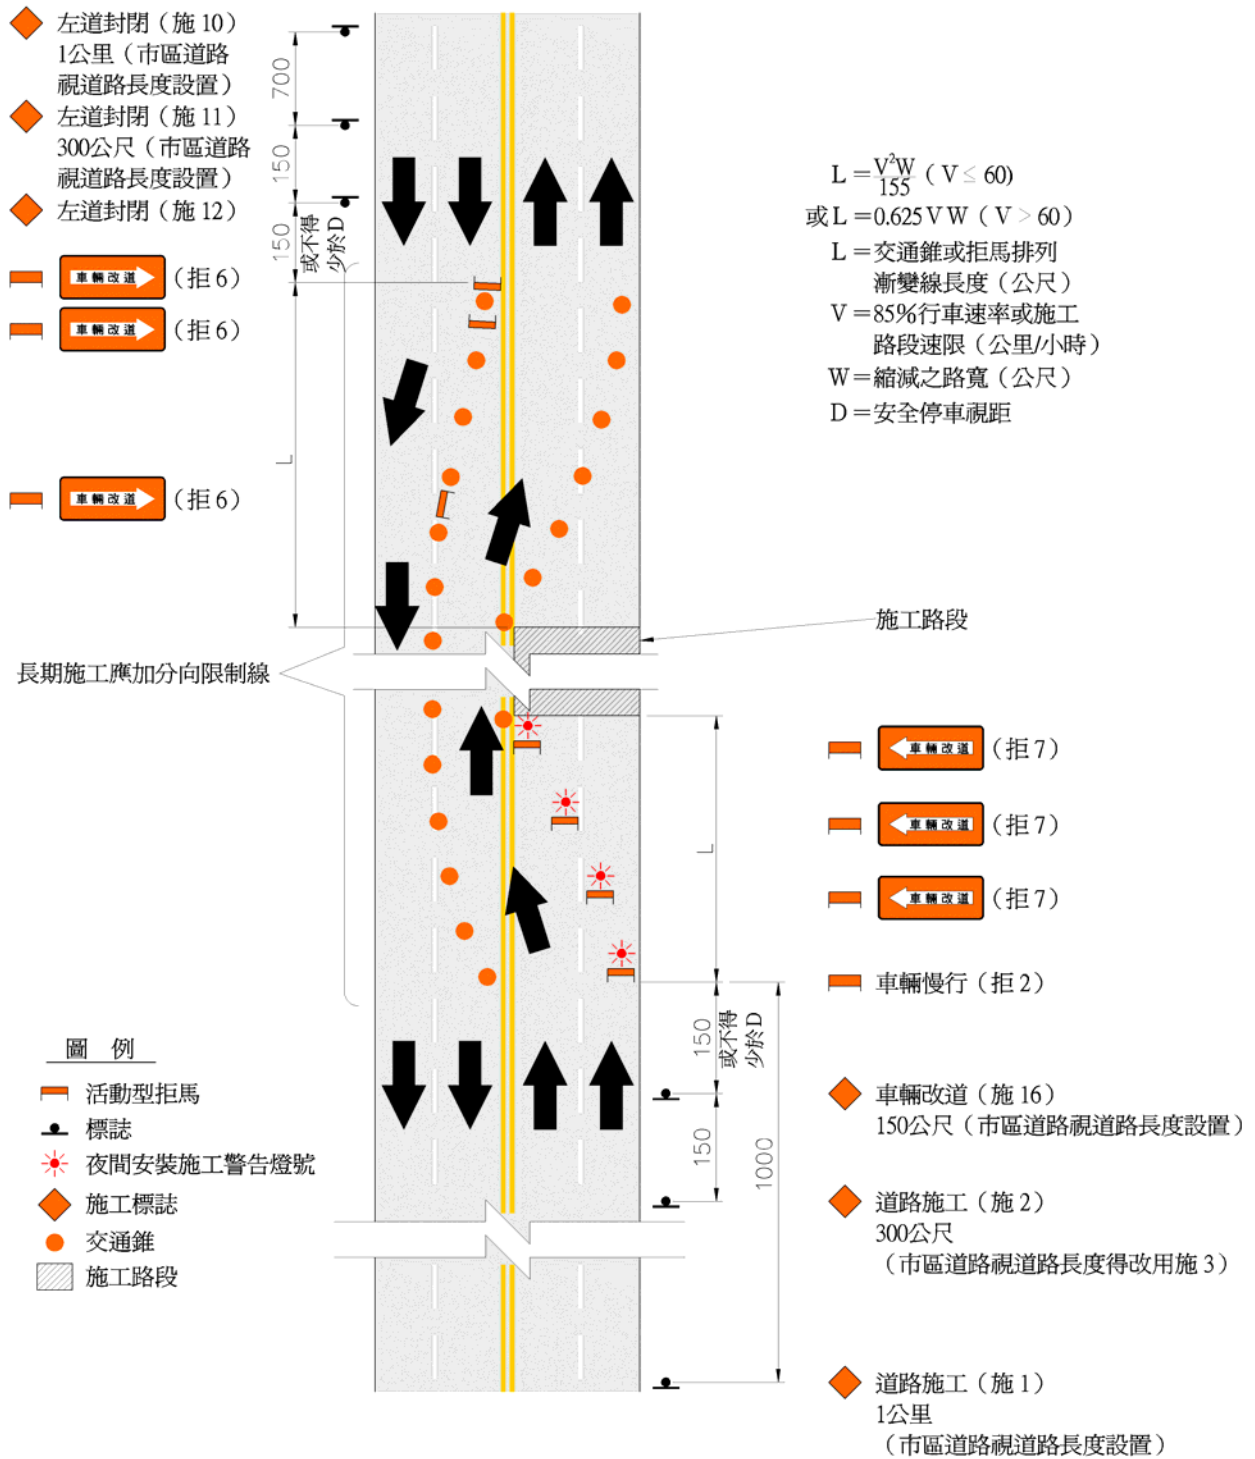 左道封閉（施 10）
1公里（市區道路
視道路長度設置）
左道封閉（施 11）
300公尺（市區道路
視道路長度設置）
左道封閉（施 12）
車輛改道
（拒 6）
車輛改道
（拒 6）
車輛改道
（拒 6）
700
150
150
或不得
少於D
L
長期施工應加分向限制線
L = V²W/155 (V ≤ 60)
或 L = 0.625 V W (V > 60)
L = 交通錐或拒馬排列
漸變線長度（公尺）
V = 85%行車速率或施工
路段速限（公里/小時）
W = 縮減之路寬（公尺）
D = 安全停車視距
施工路段
車輛改道
（拒 7）
車輛改道
（拒 7）
車輛改道
（拒 7）
車輛慢行（拒 2）
L
150
或不得
少於D
150
1000
車輛改道（施 16）
150公尺（市區道路視道路長度設置）
道路施工（施 2）
300公尺
（市區道路視道路長度得改用施 3）
道路施工（施 1）
1公里
（市區道路視道路長度設置）
圖 例
活動型拒馬
標誌
夜間安裝施工警告燈號
施工標誌
交通錐
施工路段